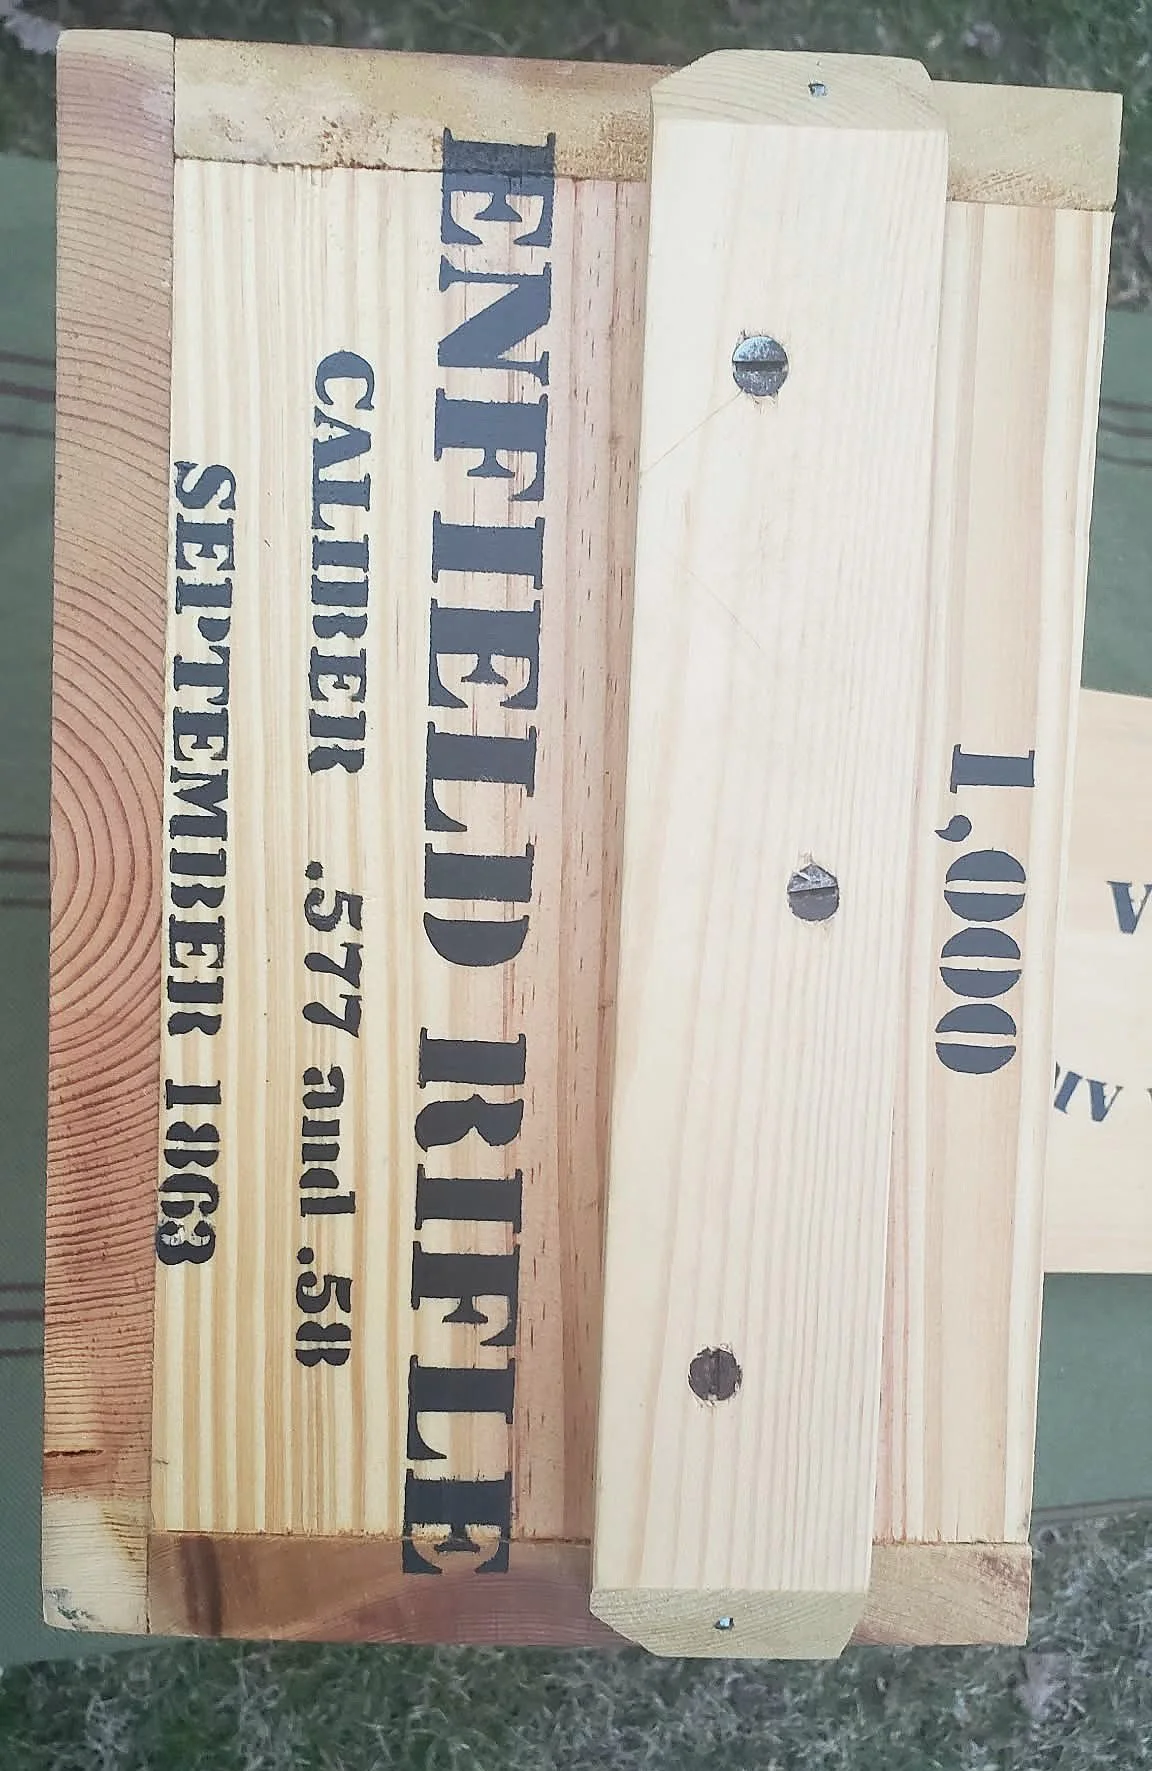 1,000
ENFIELD RIFLE
CALIBER .577 and .58
SEPTEMBER 1863
V